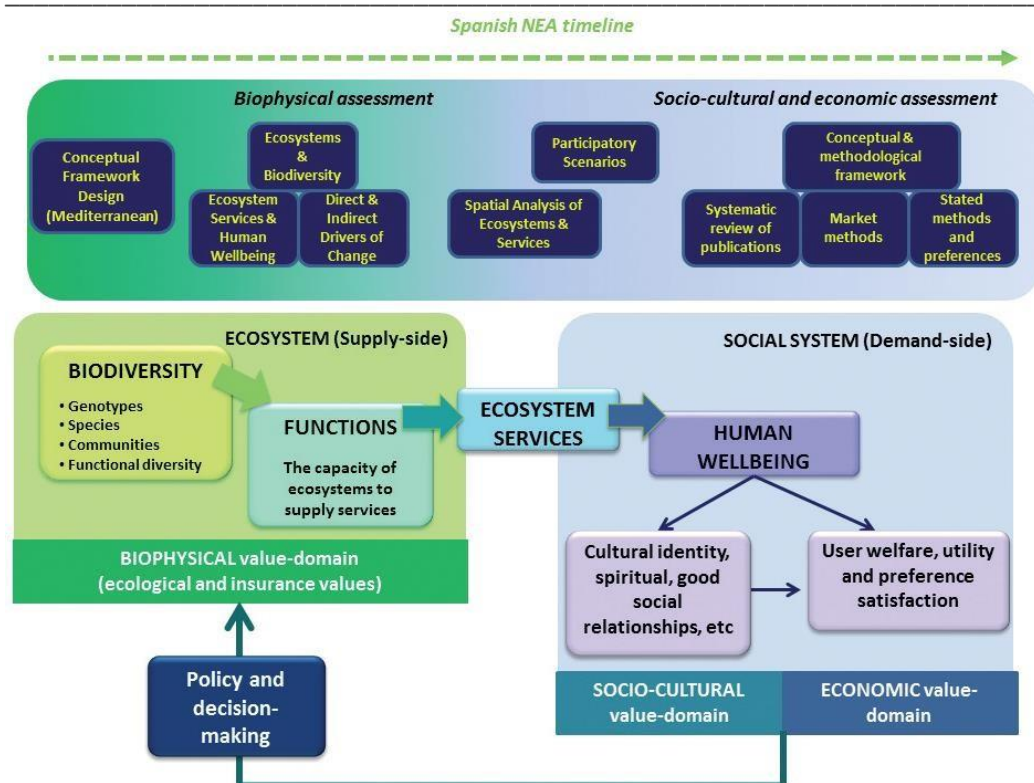 Spanish NEA timeline
Biophysical assessment
Socio-cultural and economic assessment
Conceptual
Framework
Design
(Mediterranean)
Ecosystems
&
Biodiversity
Ecosystem
Services &
Human
Wellbeing
Direct &
Indirect
Drivers of
Change
Participatory
Scenarios
Spatial Analysis of
Ecosystems &
Services
Conceptual &
methodological
framework
Systematic
review of
publications
Market
methods
Stated
methods
and
preferences
ECOSYSTEM (Supply-side)
BIODIVERSITY
• Genotypes
• Species
• Communities
• Functional diversity
FUNCTIONS
The capacity of
ecosystems to
supply services
BIOPHYSICAL value-domain
(ecological and insurance values)
ECOSYSTEM
SERVICES
SOCIAL SYSTEM (Demand-side)
HUMAN
WELLBEING
Cultural identity,
spiritual, good
social
relationships, etc
User welfare, utility
and preference
satisfaction
SOCIO-CULTURAL
value-domain
ECONOMIC value-
domain
Policy and
decision-
making